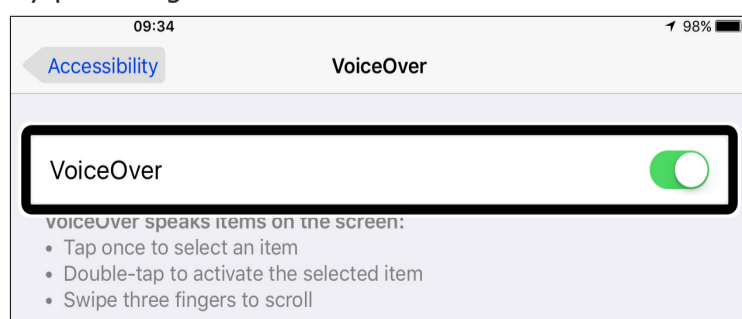 09:34
98%
Accessibility
VoiceOver
VoiceOver
VoiceOver speaks items on the screen:
• Tap once to select an item
• Double-tap to activate the selected item
• Swipe three fingers to scroll